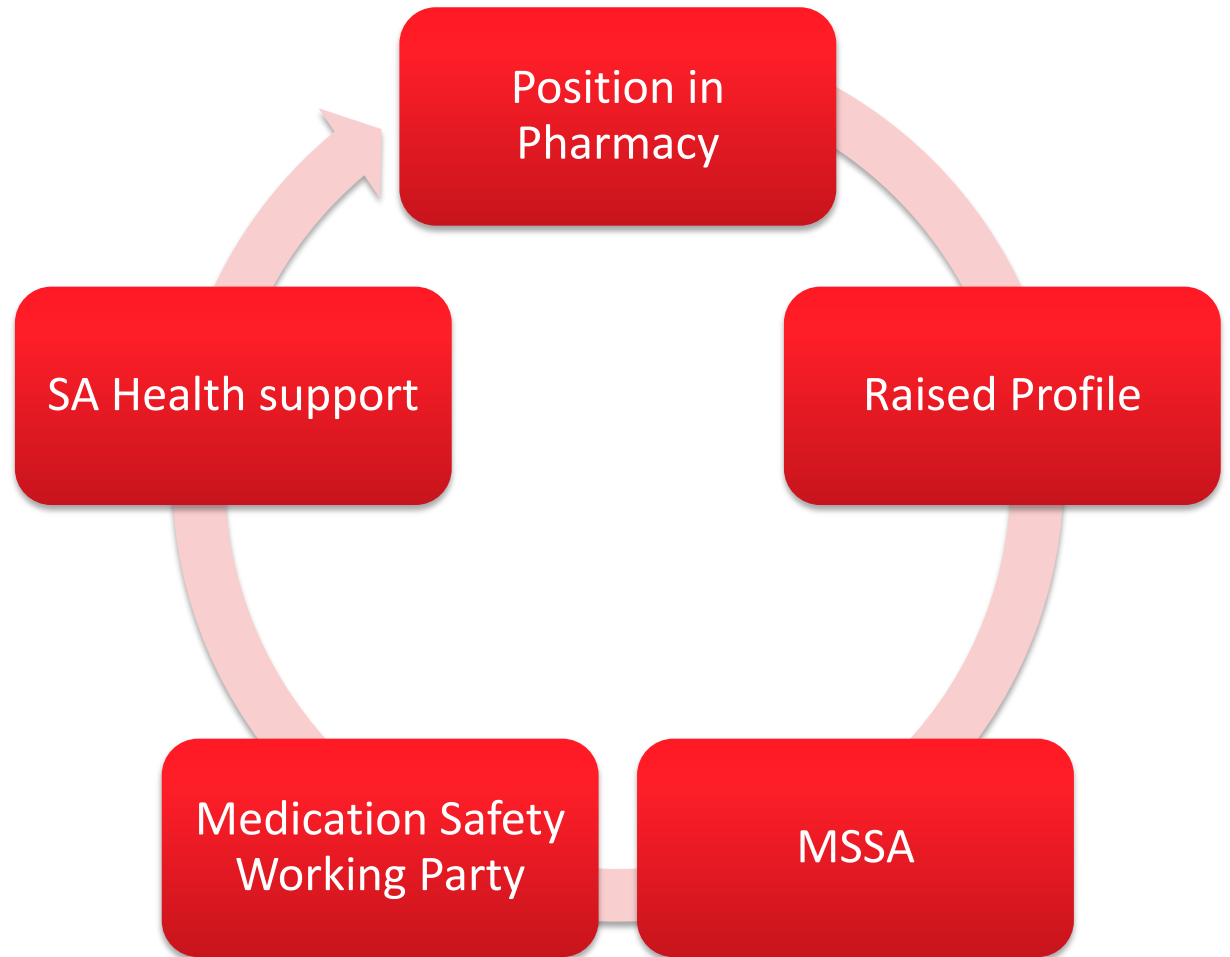 Position in
Pharmacy
Raised Profile
MSSA
Medication Safety
Working Party
SA Health support